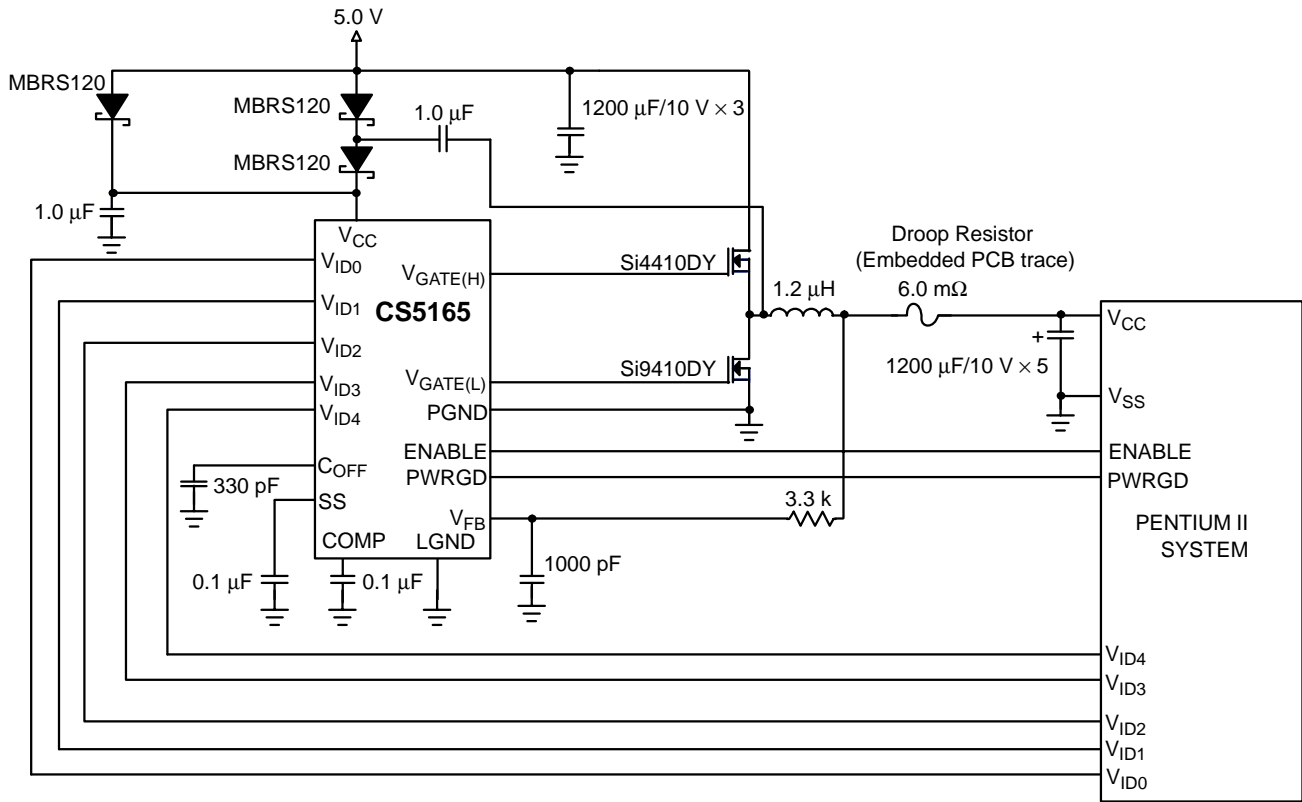 5.0 V
MBRS120
MBRS120
1.0 μF
1200 μF/10 V × 3
MBRS120
1.0 μF
VCC
VID0
VGATE(H)
Si4410DY
Droop Resistor
(Embedded PCB trace)
1.2 μH
6.0 mΩ
VID1
CS5165
VCC
VID2
+
1200 μF/10 V × 5
VID3
VGATE(L)
Si9410DY
VID4
PGND
VSS
ENABLE
ENABLE
COFF
PWRGD
PWRGD
330 pF
SS
3.3 k
VFB
PENTIUM II
SYSTEM
COMP
LGND
1000 pF
0.1 μF
0.1 μF
VID4
VID3
VID2
VID1
VID0